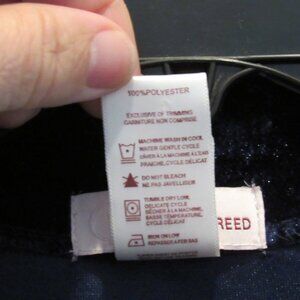 100%POLYESTER
EXCLUSIVE OF TRIMMING
GARNITURE NON COMPRISE
MACHINE WASH IN COOL
WATER GENTLE CYCLE
LAVER À LA MACHINE À L'EAU
FRAICHE, CYCLE DÉLICAT
DO NOT BLEACH
NE PAS JAVELLISER
TUMBLE DRY LOW,
DELICATE CYCLE
SÉCHER À LA MACHINE,
BASSE TEMPÉRATURE,
CYCLE DÉLICAT
IRON ON LOW
REPASSER À FER BAS
REED